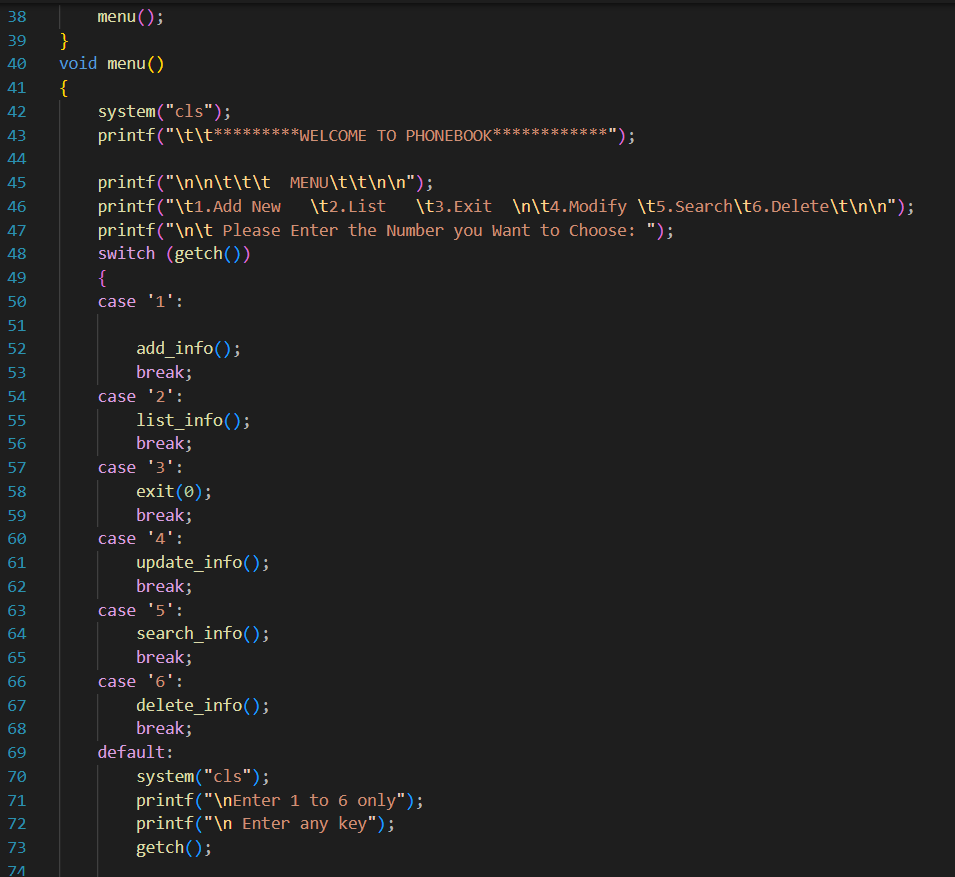 38 menu();
39 }
40 void menu()
41 {
42 system("cls");
43 printf("\t\t*********WELCOME TO PHONEBOOK************");
44
45 printf("\n\n\t\t\t  MENU\t\t\n\n");
46 printf("\t1.Add New   \t2.List   \t3.Exit  \n\t4.Modify \t5.Search\t6.Delete\t\n\n");
47 printf("\n\t Please Enter the Number you Want to Choose: ");
48 switch (getch())
49 {
50 case '1':
51
52 add_info();
53 break;
54 case '2':
55 list_info();
56 break;
57 case '3':
58 exit(0);
59 break;
60 case '4':
61 update_info();
62 break;
63 case '5':
64 search_info();
65 break;
66 case '6':
67 delete_info();
68 break;
69 default:
70 system("cls");
71 printf("\nEnter 1 to 6 only");
72 printf("\n Enter any key");
73 getch();
74